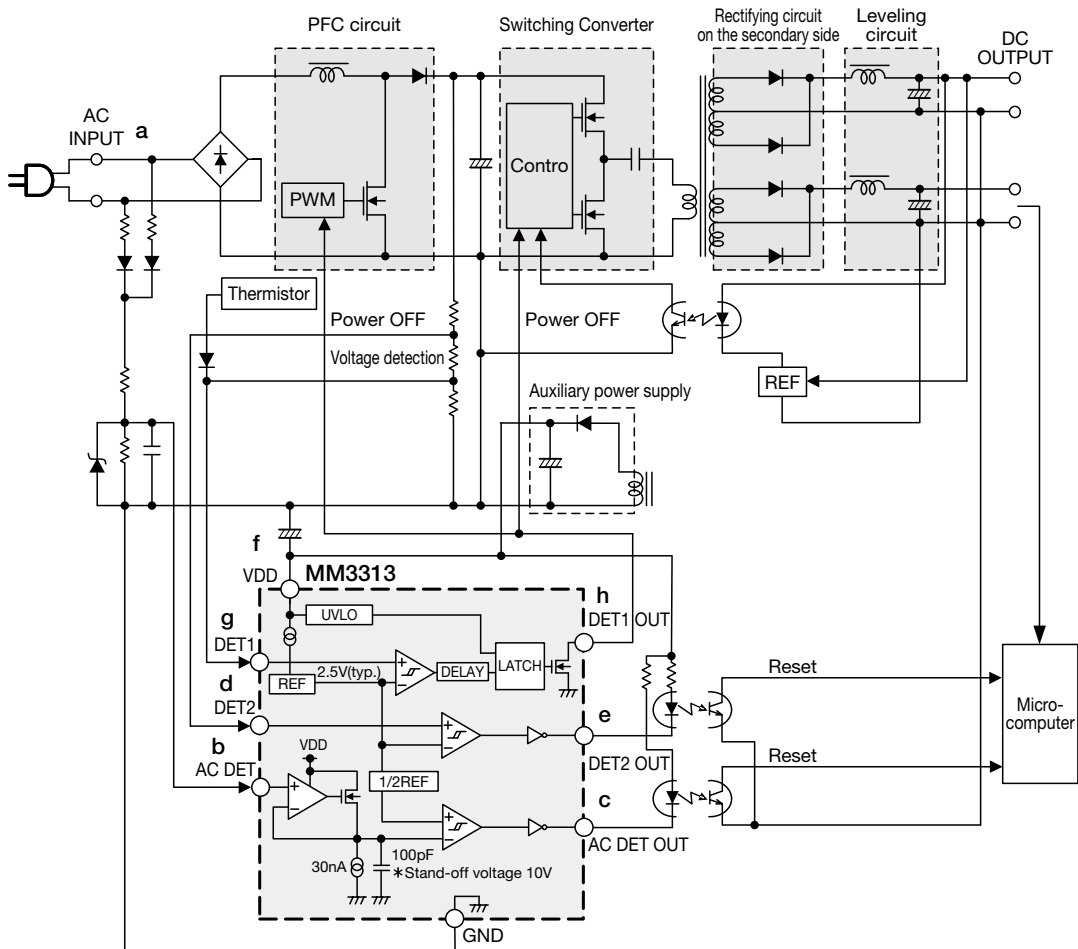 PFC circuit
Switching Converter
Rectifying circuit
on the secondary side
Leveling
circuit
DC
OUTPUT
AC
INPUT
a
PWM
Contro
Thermistor
Power OFF
Power OFF
Voltage detection
REF
Auxiliary power supply
f
VDD
MM3313
h
DET1 OUT
UVLO
g
DET1
2.5V(typ.)
REF
DELAY
LATCH
d
DET2
e
DET2 OUT
b
AC DET
VDD
1/2REF
c
AC DET OUT
30nA
100pF
*Stand-off voltage 10V
GND
Reset
Reset
Micro-
computer